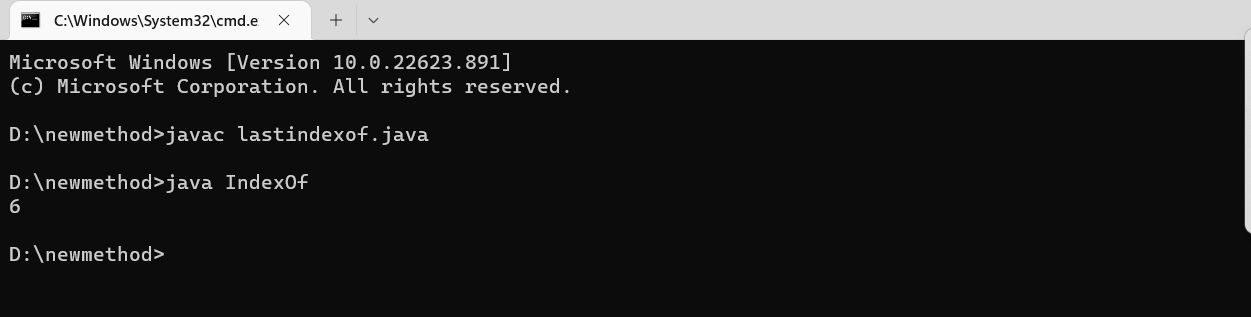 C:\Windows\System32\cmd.e
Microsoft Windows [Version 10.0.22623.891]
(c) Microsoft Corporation. All rights reserved.
D:\newmethod>javac lastindexof.java
D:\newmethod>java IndexOf
6
D:\newmethod>